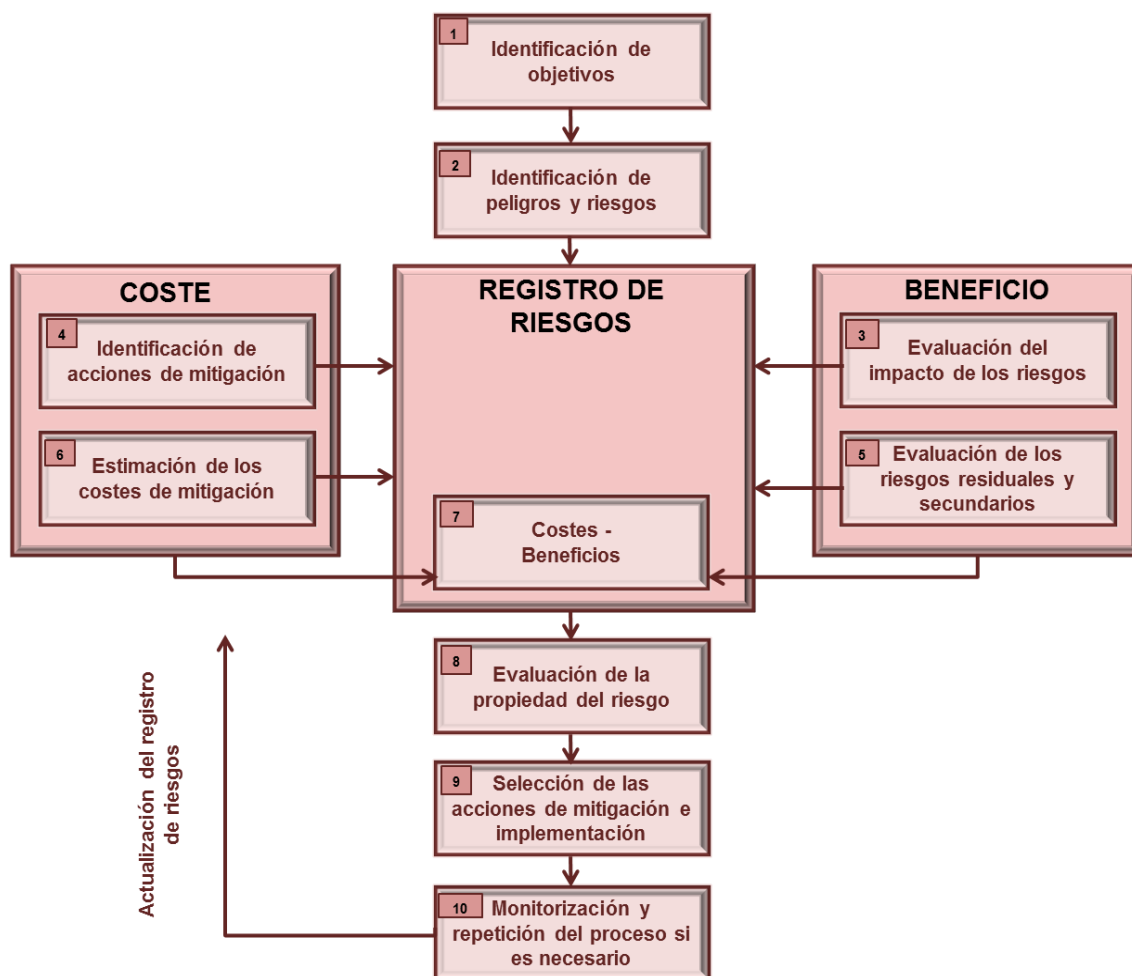 1
Identificación de
objetivos
2
Identificación de
peligros y riesgos
COSTE
4
Identificación de
acciones de mitigación
6
Estimación de los
costes de mitigación
REGISTRO DE
RIESGOS
7
Costes -
Beneficios
BENEFICIO
3
Evaluación del
impacto de los riesgos
5
Evaluación de los
riesgos residuales y
secundarios
8
Evaluación de la
propiedad del riesgo
9
Selección de las
acciones de mitigación e
implementación
10
Monitorización y
repetición del proceso si
es necesario
Actualización del registro
de riesgos